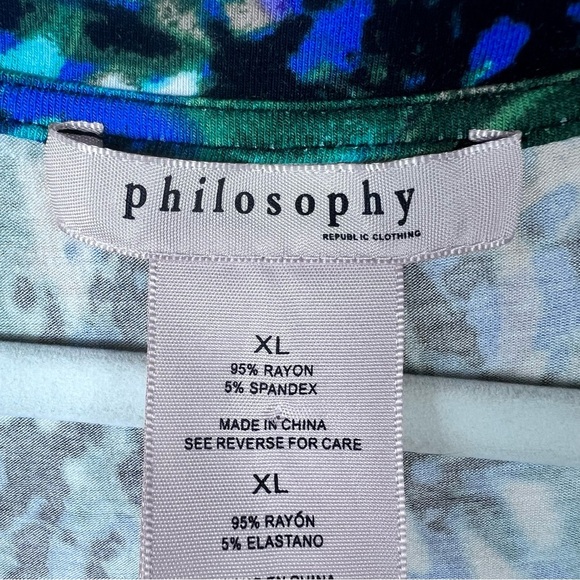 philosophy
REPUBLIC CLOTHING
XL
95% RAYON
5% SPANDEX
MADE IN CHINA
SEE REVERSE FOR CARE
XL
95% RAYÓN
5% ELASTANO